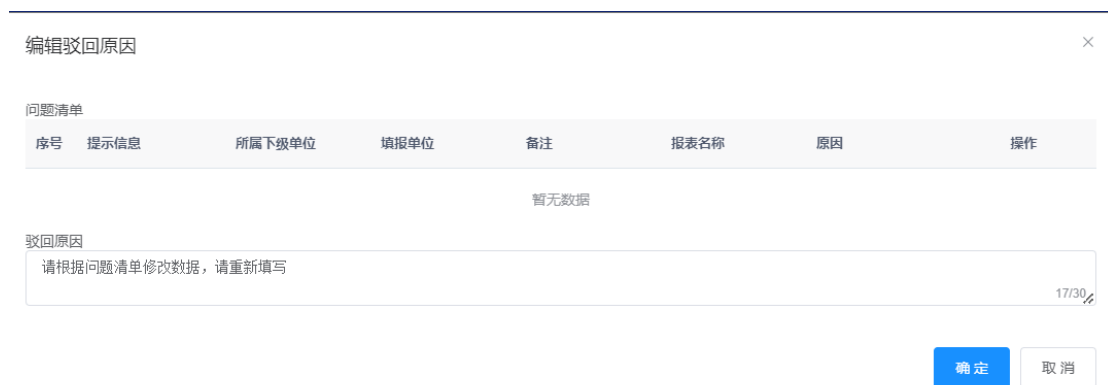 编辑驳回原因
问题清单
序号 提示信息 所属下级单位 填报单位 备注 报表名称 原因 操作
暂无数据
驳回原因
请根据问题清单修改数据，请重新填写
17/30
确定 取消